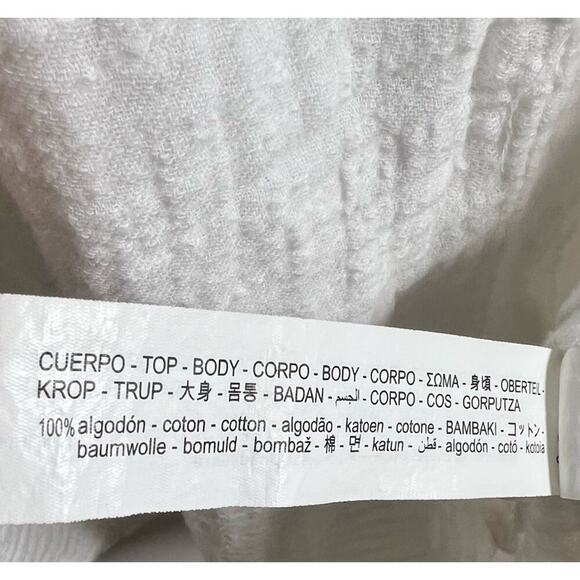 CUERPO - TOP - BODY - CORPO - BODY - CORPO - ΣΩΜΑ - 身頃 - OBERTEL -
KROP - TRUP - 大身 - 몸통 - BADAN - الجسم - CORPO - COS - GORPUTZA
100% algodón - coton - cotton - algodão - katoen - cotone - BAMBAKI - コットン -
baumwolle - bomuld - bombaž - 棉 - 면 - katun - قطن - algodón - cotó - kotoia